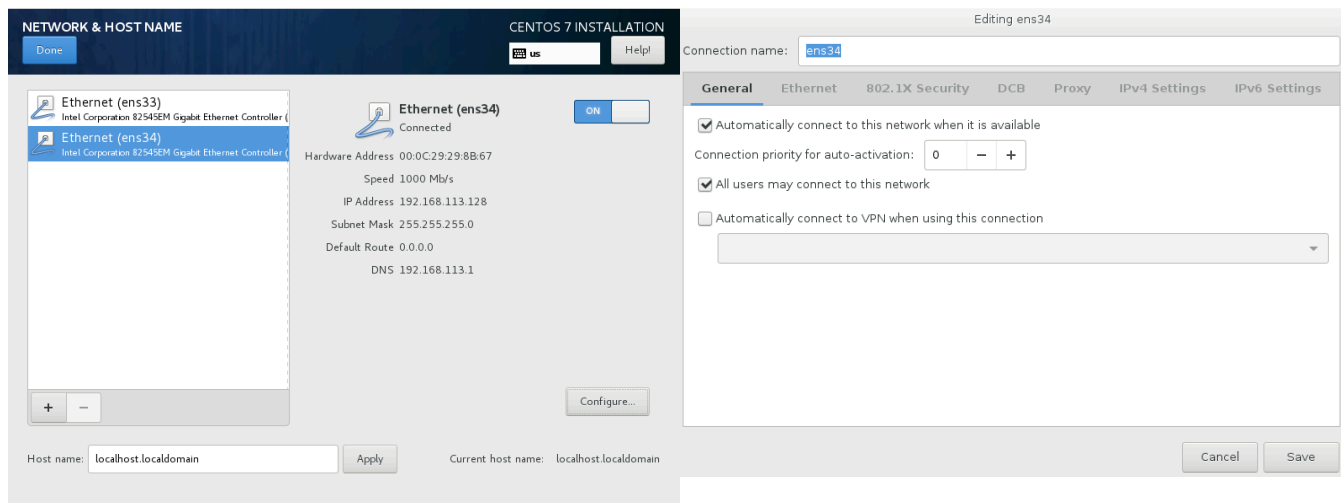 NETWORK & HOST NAME
CENTOS 7 INSTALLATION
Done
us
Help!
Ethernet (ens33)
Intel Corporation 82545EM Gigabit Ethernet Controller (
Ethernet (ens34)
Intel Corporation 82545EM Gigabit Ethernet Controller (
Ethernet (ens34)
Connected
ON
Hardware Address 00:0C:29:29:8B:67
Speed 1000 Mb/s
IP Address 192.168.113.128
Subnet Mask 255.255.255.0
Default Route 0.0.0.0
DNS 192.168.113.1
+ −
Configure...
Host name: localhost.localdomain Apply Current host name: localhost.localdomain
Editing ens34
Connection name: ens34
General Ethernet 802.1X Security DCB Proxy IPv4 Settings IPv6 Settings
Automatically connect to this network when it is available
Connection priority for auto-activation: 0 − +
All users may connect to this network
Automatically connect to VPN when using this connection
Cancel Save